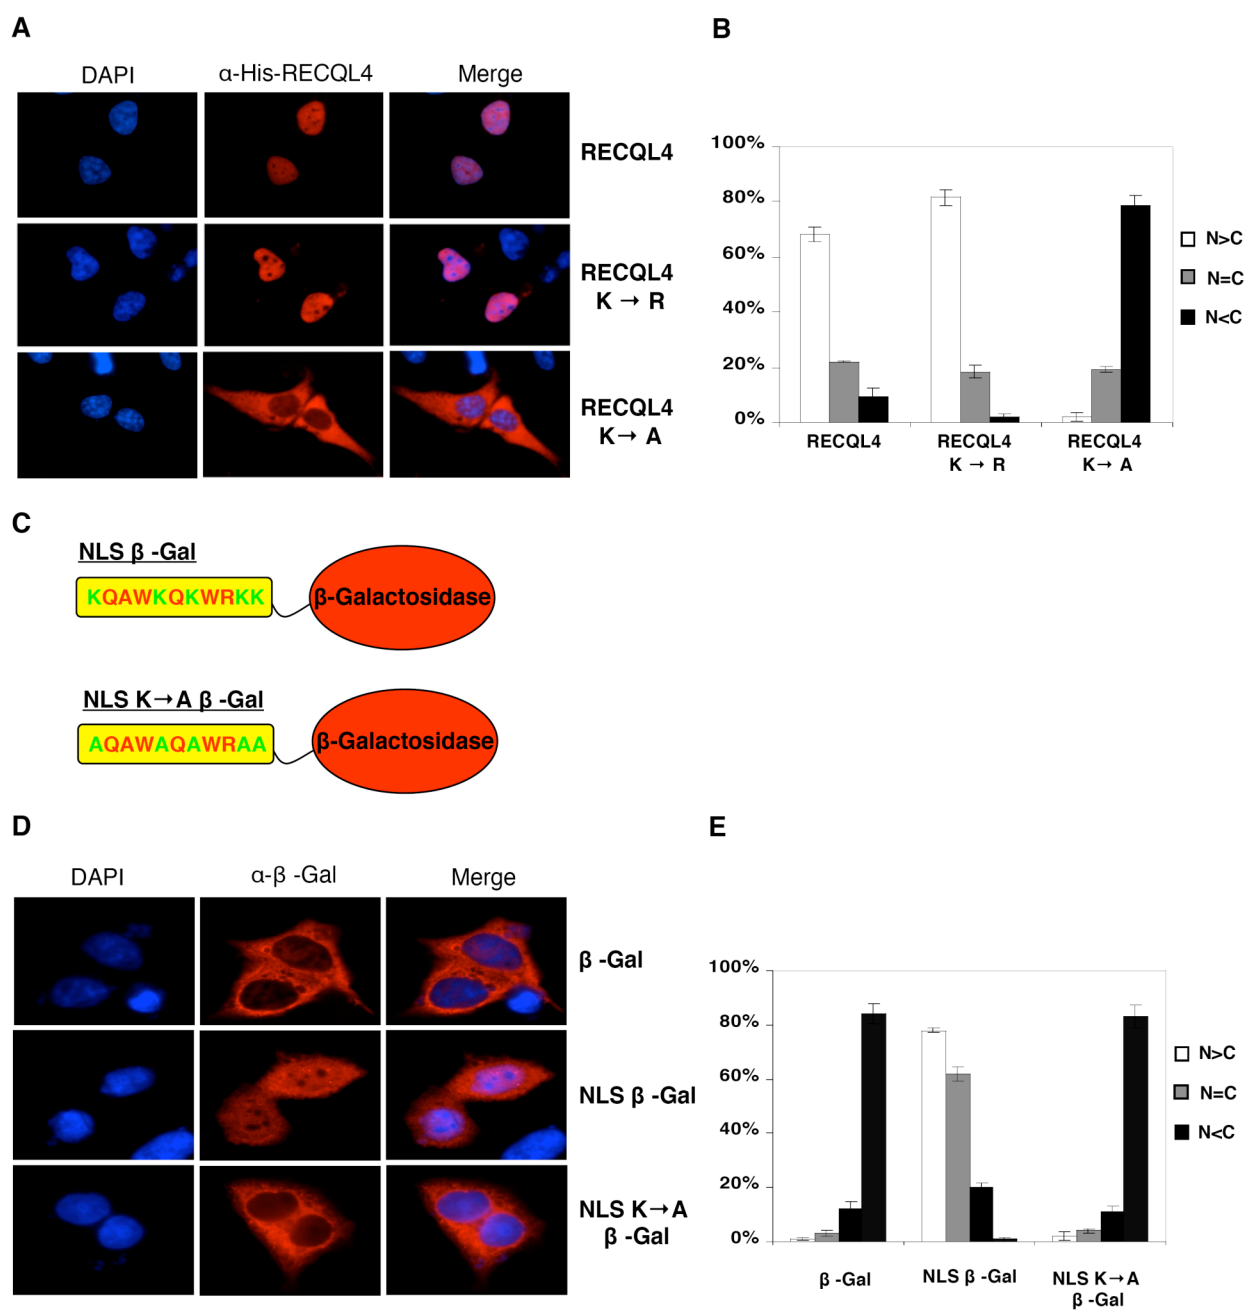 A
DAPI α-His-RECQL4 Merge
RECQL4
RECQL4
K → R
RECQL4
K → A
B
100%
80%
60%
40%
20%
0%
RECQL4 RECQL4 RECQL4
K → R K → A
N>C
N=C
N<C
C
NLS β -Gal
KQAWKQKWRKK β-Galactosidase
NLS K→A β -Gal
AQAWAQAWRAA β-Galactosidase
D
DAPI α-β -Gal Merge
β -Gal
NLS β -Gal
NLS K→A
β -Gal
E
100%
80%
60%
40%
20%
0%
β -Gal NLS β -Gal NLS K→A
β -Gal
N>C
N=C
N<C